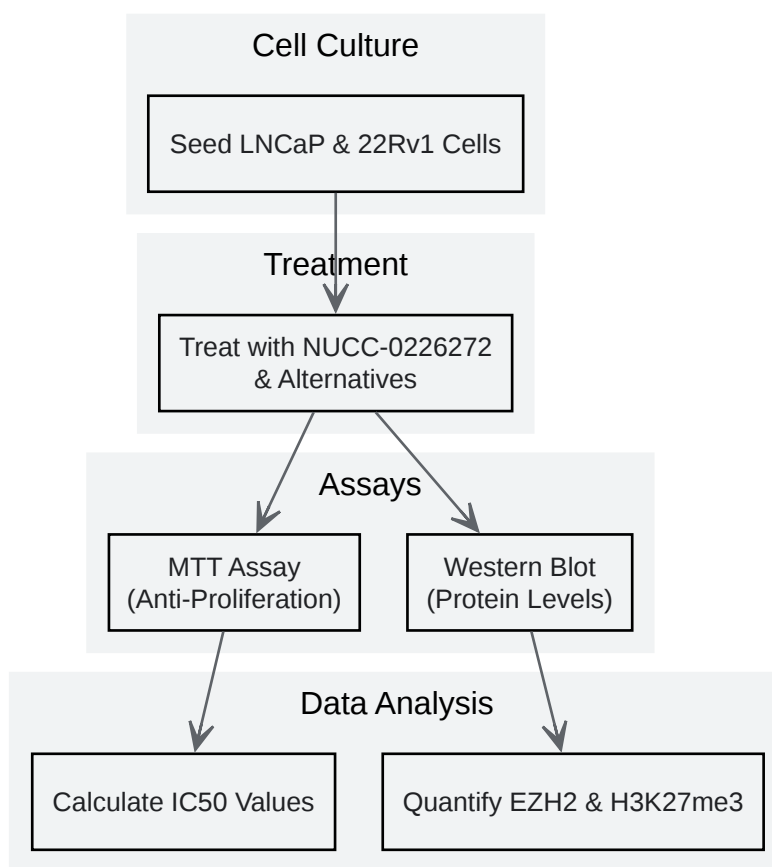 Cell Culture
Seed LNCaP & 22Rv1 Cells
Treatment
Treat with NUCC-0226272
& Alternatives
Assays
MTT Assay
(Anti-Proliferation)
Western Blot
(Protein Levels)
Data Analysis
Calculate IC50 Values
Quantify EZH2 & H3K27me3